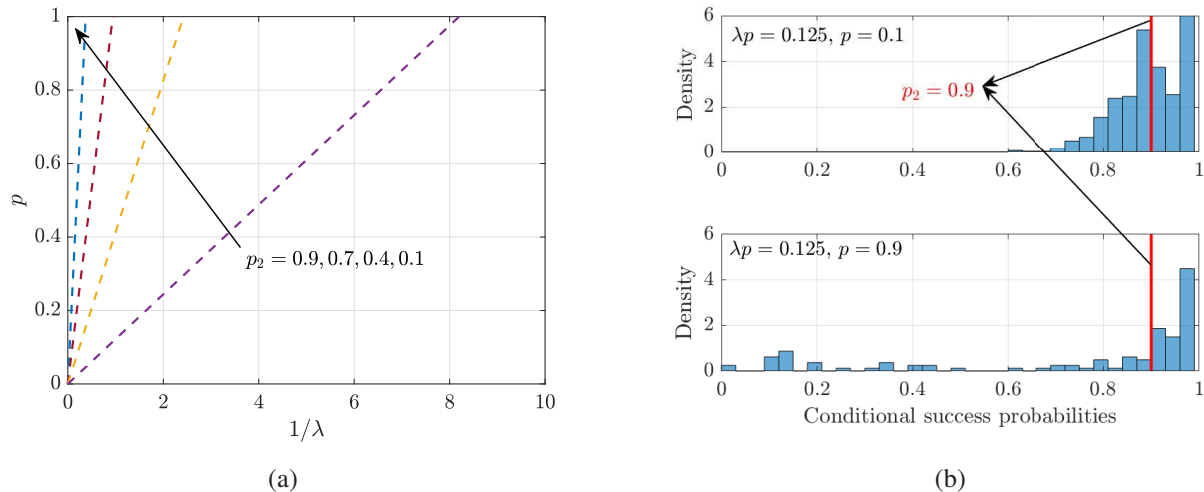 1
0.8
0.6
0.4
0.2
0
p
0 2 4 6 8 10
1/λ
p₂ = 0.9, 0.7, 0.4, 0.1
(a)
6
4
2
0
Density
λp = 0.125, p = 0.1
p₂ = 0.9
0 0.2 0.4 0.6 0.8 1
6
4
2
0
Density
λp = 0.125, p = 0.9
0 0.2 0.4 0.6 0.8 1
Conditional success probabilities
(b)